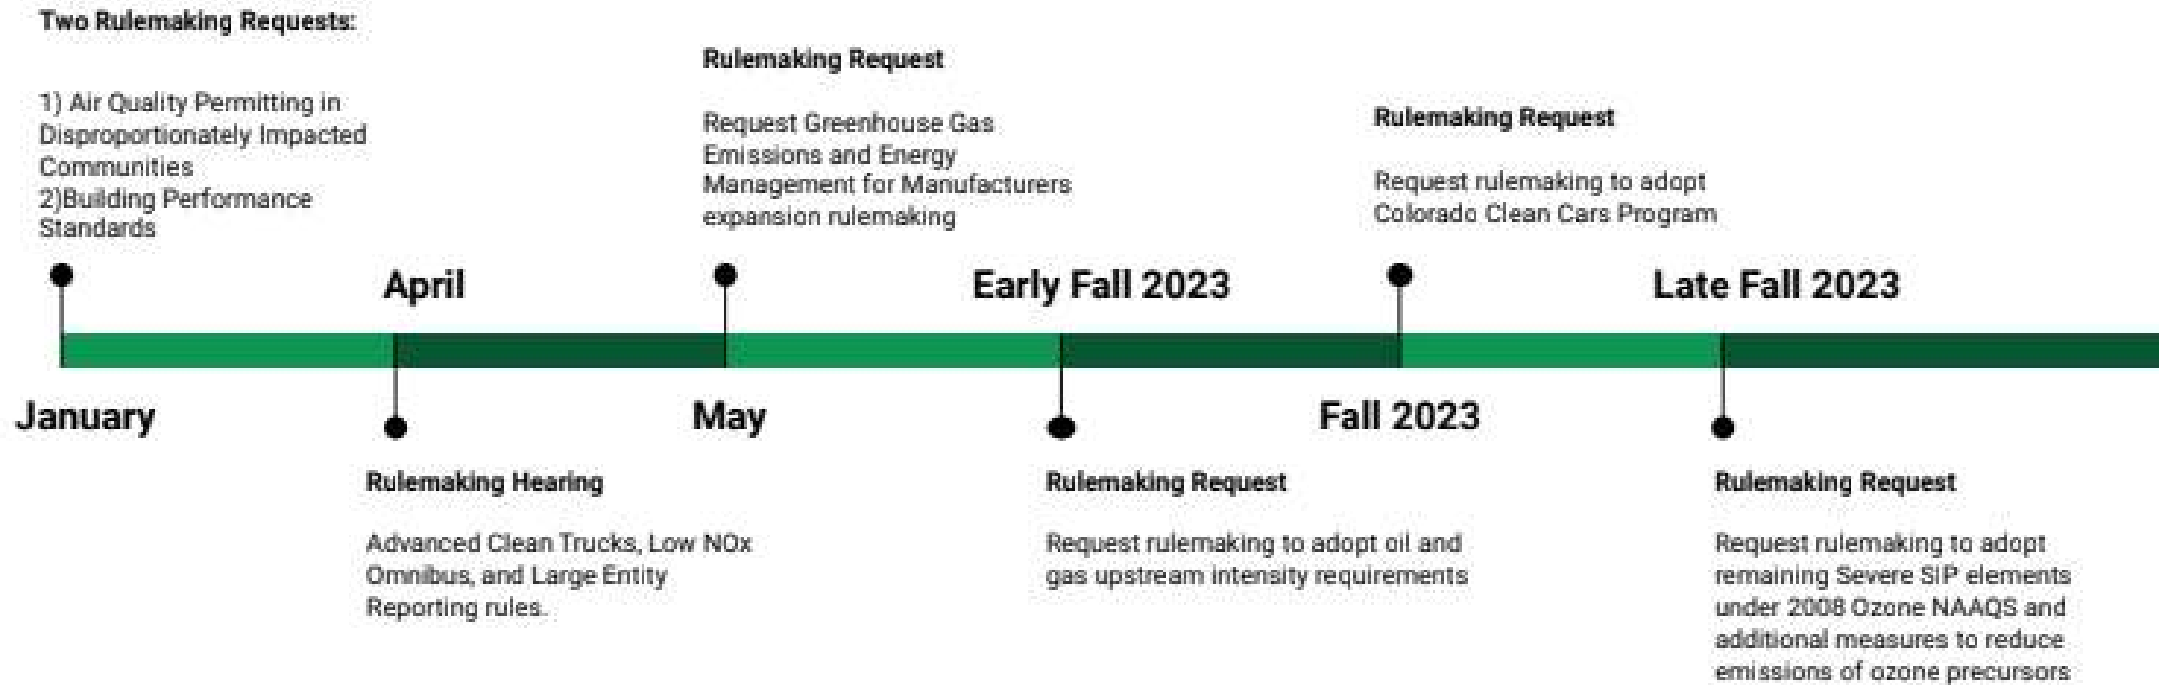 Two Rulemaking Requests:
1) Air Quality Permitting in
Disproportionately Impacted
Communities
2)Building Performance
Standards
Rulemaking Request
Request Greenhouse Gas
Emissions and Energy
Management for Manufacturers
expansion rulemaking
Rulemaking Request
Request rulemaking to adopt
Colorado Clean Cars Program
April
Early Fall 2023
Late Fall 2023
January
May
Fall 2023
Rulemaking Hearing
Advanced Clean Trucks, Low NOx
Omnibus, and Large Entity
Reporting rules.
Rulemaking Request
Request rulemaking to adopt oil and
gas upstream intensity requirements
Rulemaking Request
Request rulemaking to adopt
remaining Severe SIP elements
under 2008 Ozone NAAQS and
additional measures to reduce
emissions of ozone precursors